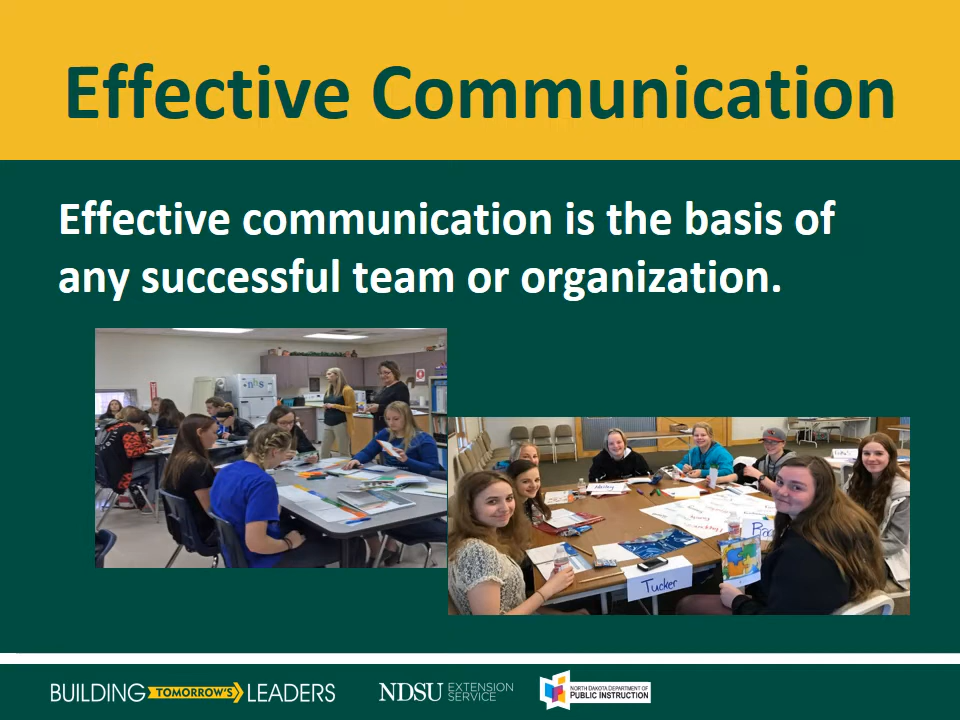 Effective Communication
Effective communication is the basis of
any successful team or organization.
nhs
Tucker
BUILDING TOMORROW'S LEADERS
NDSU EXTENSION
SERVICE
NORTH DAKOTA DEPARTMENT OF
PUBLIC INSTRUCTION